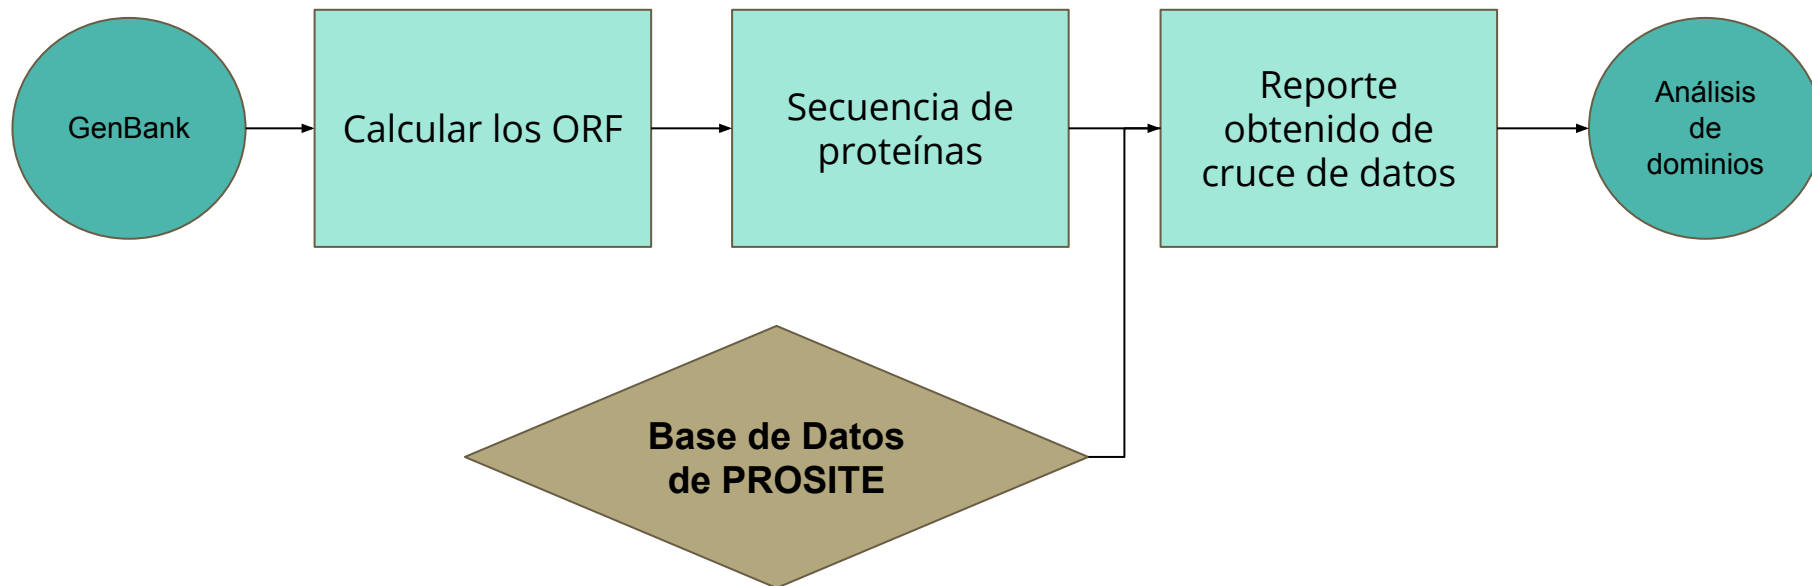 GenBank
Calcular los ORF
Secuencia de
proteínas
Reporte
obtenido de
cruce de datos
Análisis
de
dominios
Base de Datos
de PROSITE